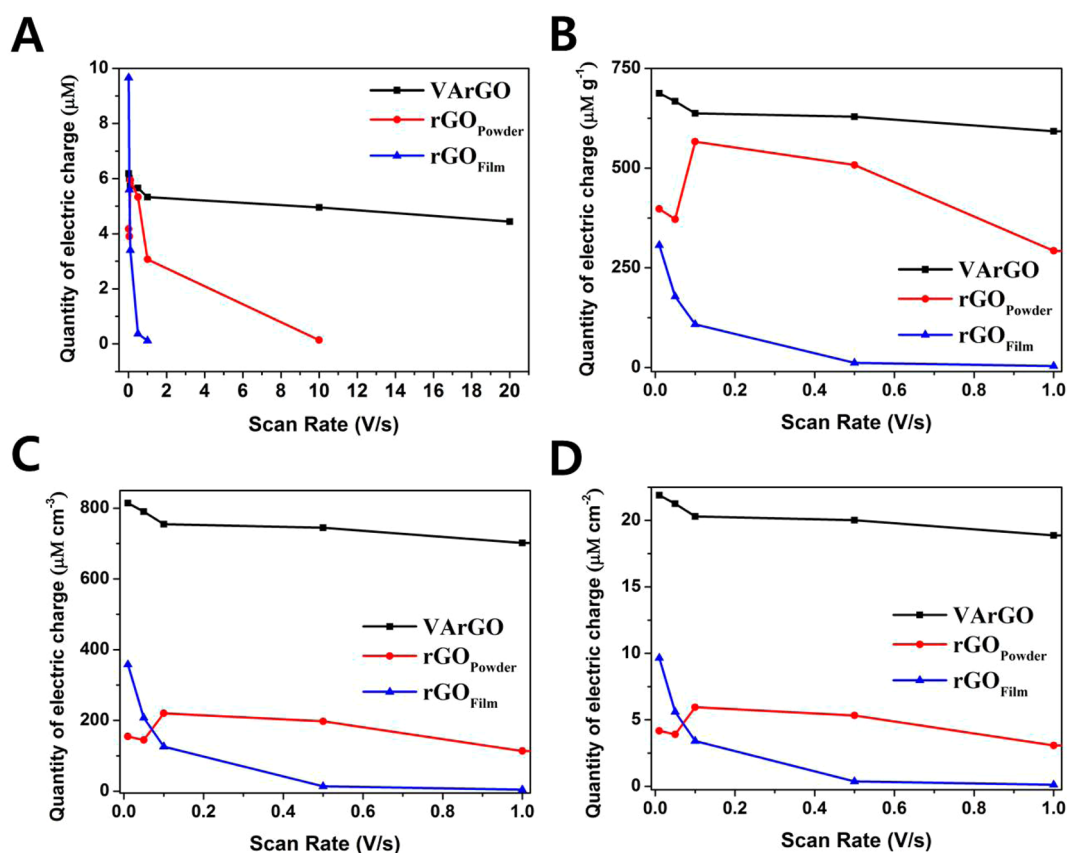 A
Quantity of electric charge (μM)
10
8
6
4
2
0
VArGO
rGOPowder
rGOFilm
0 2 4 6 8 10 12 14 16 18 20
Scan Rate (V/s)
B
Quantity of electric charge (μM g-1)
750
500
250
0
VArGO
rGOPowder
rGOFilm
0.0 0.2 0.4 0.6 0.8 1.0
Scan Rate (V/s)
C
Quantity of electric charge (μM cm-3)
800
600
400
200
0
VArGO
rGOPowder
rGOFilm
0.0 0.2 0.4 0.6 0.8 1.0
Scan Rate (V/s)
D
Quantity of electric charge (μM cm-2)
20
15
10
5
0
VArGO
rGOPowder
rGOFilm
0.0 0.2 0.4 0.6 0.8 1.0
Scan Rate (V/s)